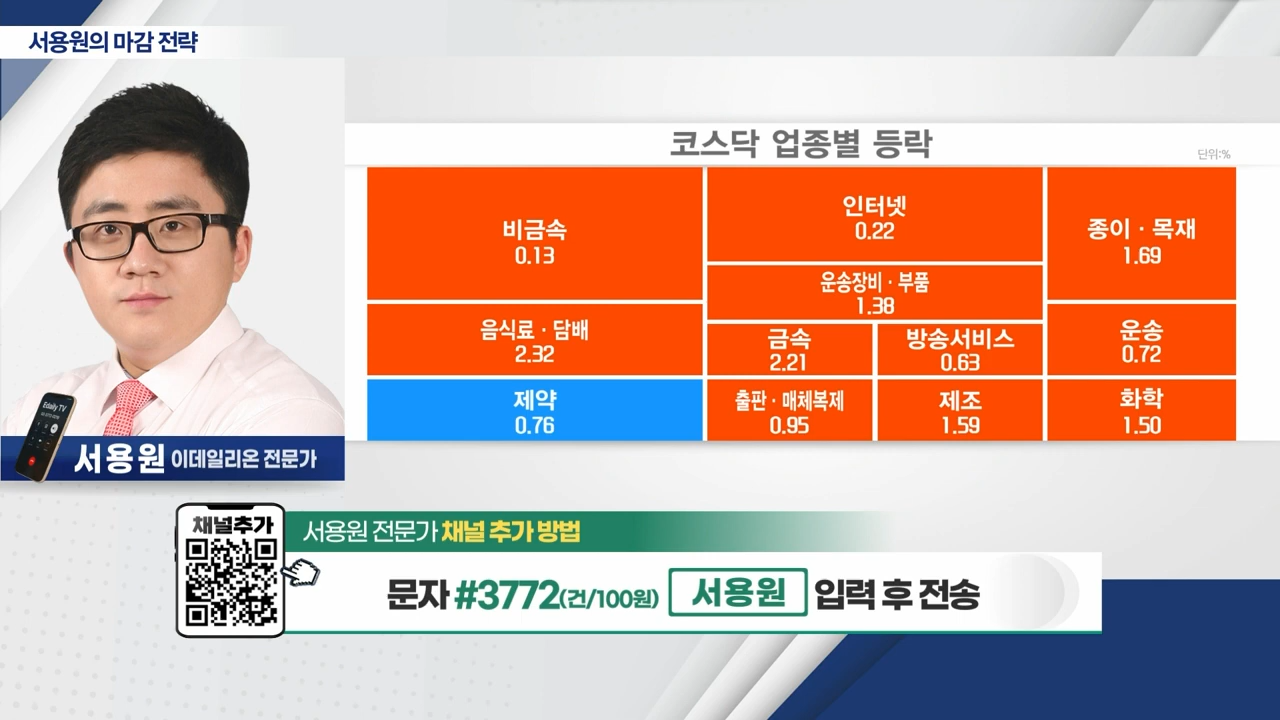 서용원의 마감 전략
코스닥 업종별 등락
단위:%
비금속
0.13
인터넷
0.22
종이·목재
1.69
운송장비·부품
1.38
음식료·담배
2.32
금속
2.21
방송서비스
0.63
운송
0.72
제약
0.76
출판·매체복제
0.95
제조
1.59
화학
1.50
Edaily TV
서용원 이데일리온 전문가
채널추가
서용원 전문가 채널 추가 방법
문자 #3772(건/100원) 서용원 입력 후 전송